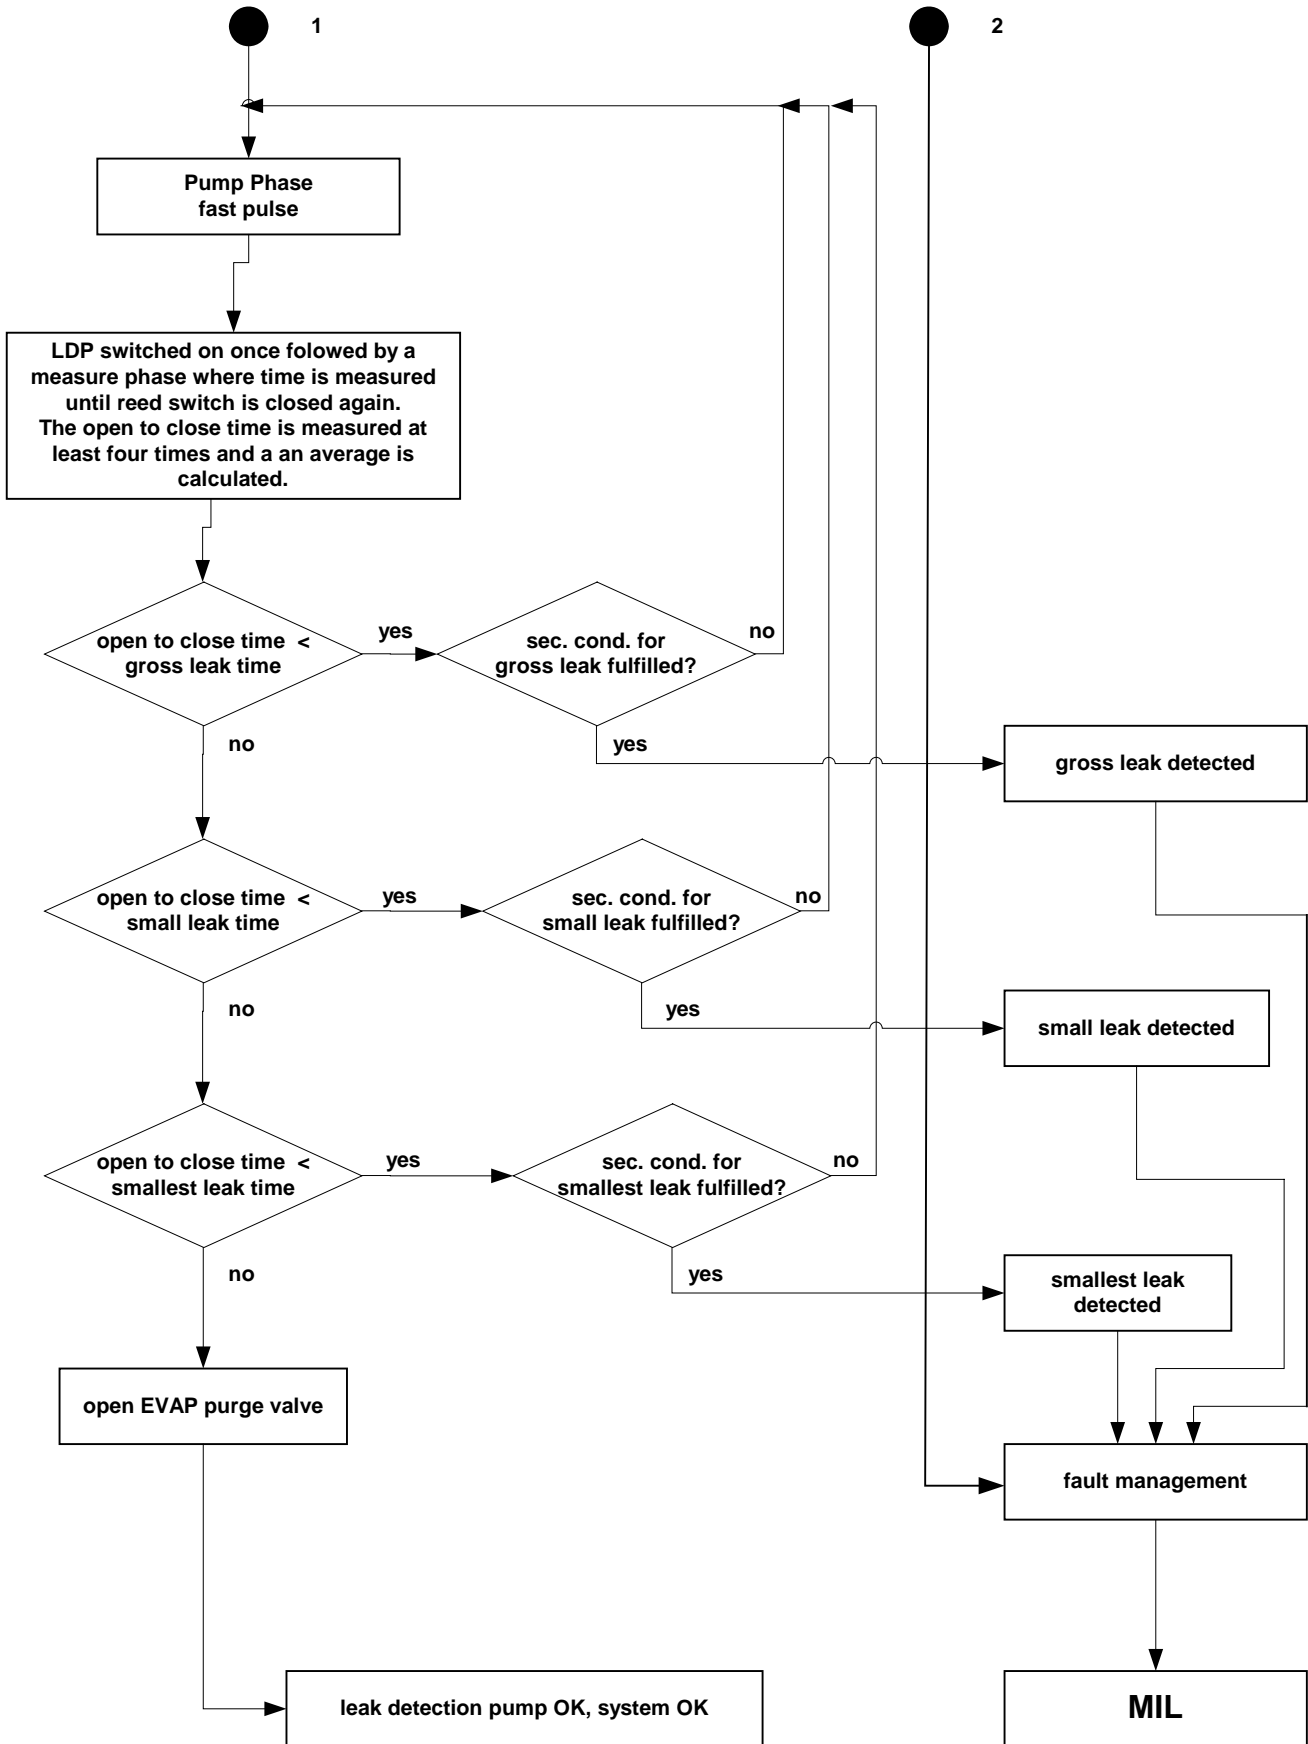 1
2
Pump Phase
fast pulse
LDP switched on once folowed by a
measure phase where time is measured
until reed switch is closed again.
The open to close time is measured at
least four times and a an average is
calculated.
open to close time  <
gross leak time
yes
sec. cond. for
gross leak fulfilled?
no
no
yes
gross leak detected
open to close time  <
small leak time
yes
sec. cond. for
small leak fulfilled?
no
no
yes
small leak detected
open to close time  <
smallest leak time
yes
sec. cond. for
smallest leak fulfilled?
no
no
yes
smallest leak
detected
open EVAP purge valve
fault management
leak detection pump OK, system OK
MIL